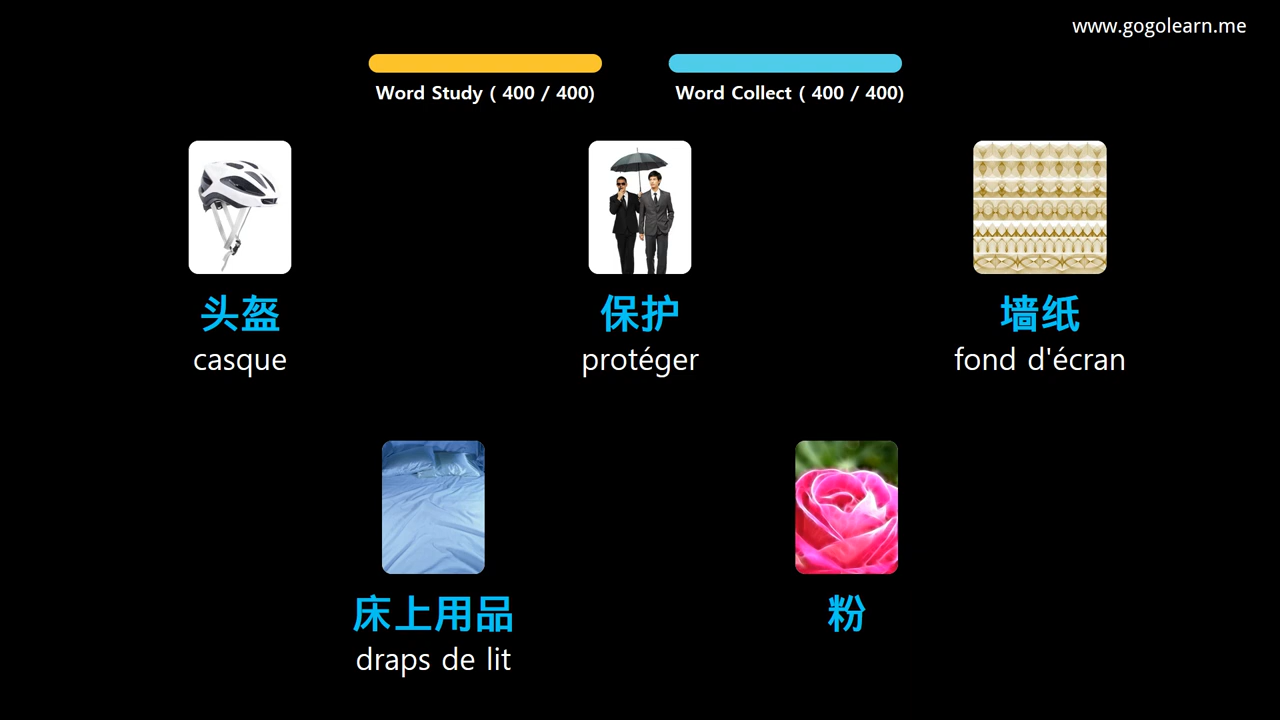 www.gogolearn.me
Word Study ( 400 / 400)
Word Collect ( 400 / 400)
头盔
casque
保护
protéger
墙纸
fond d'écran
床上用品
draps de lit
粉